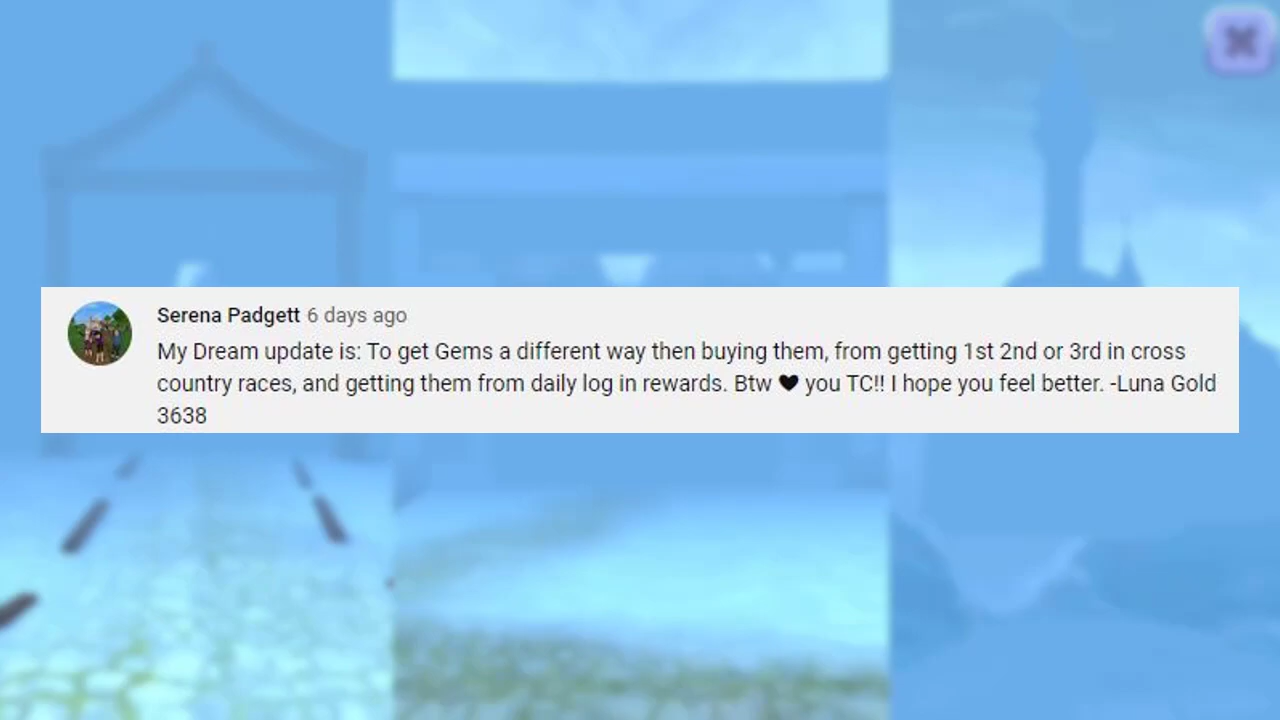 Serena Padgett 6 days ago
My Dream update is: To get Gems a different way then buying them, from getting 1st 2nd or 3rd in cross
country races, and getting them from daily log in rewards. Btw ♥ you TC!! I hope you feel better. -Luna Gold
3638